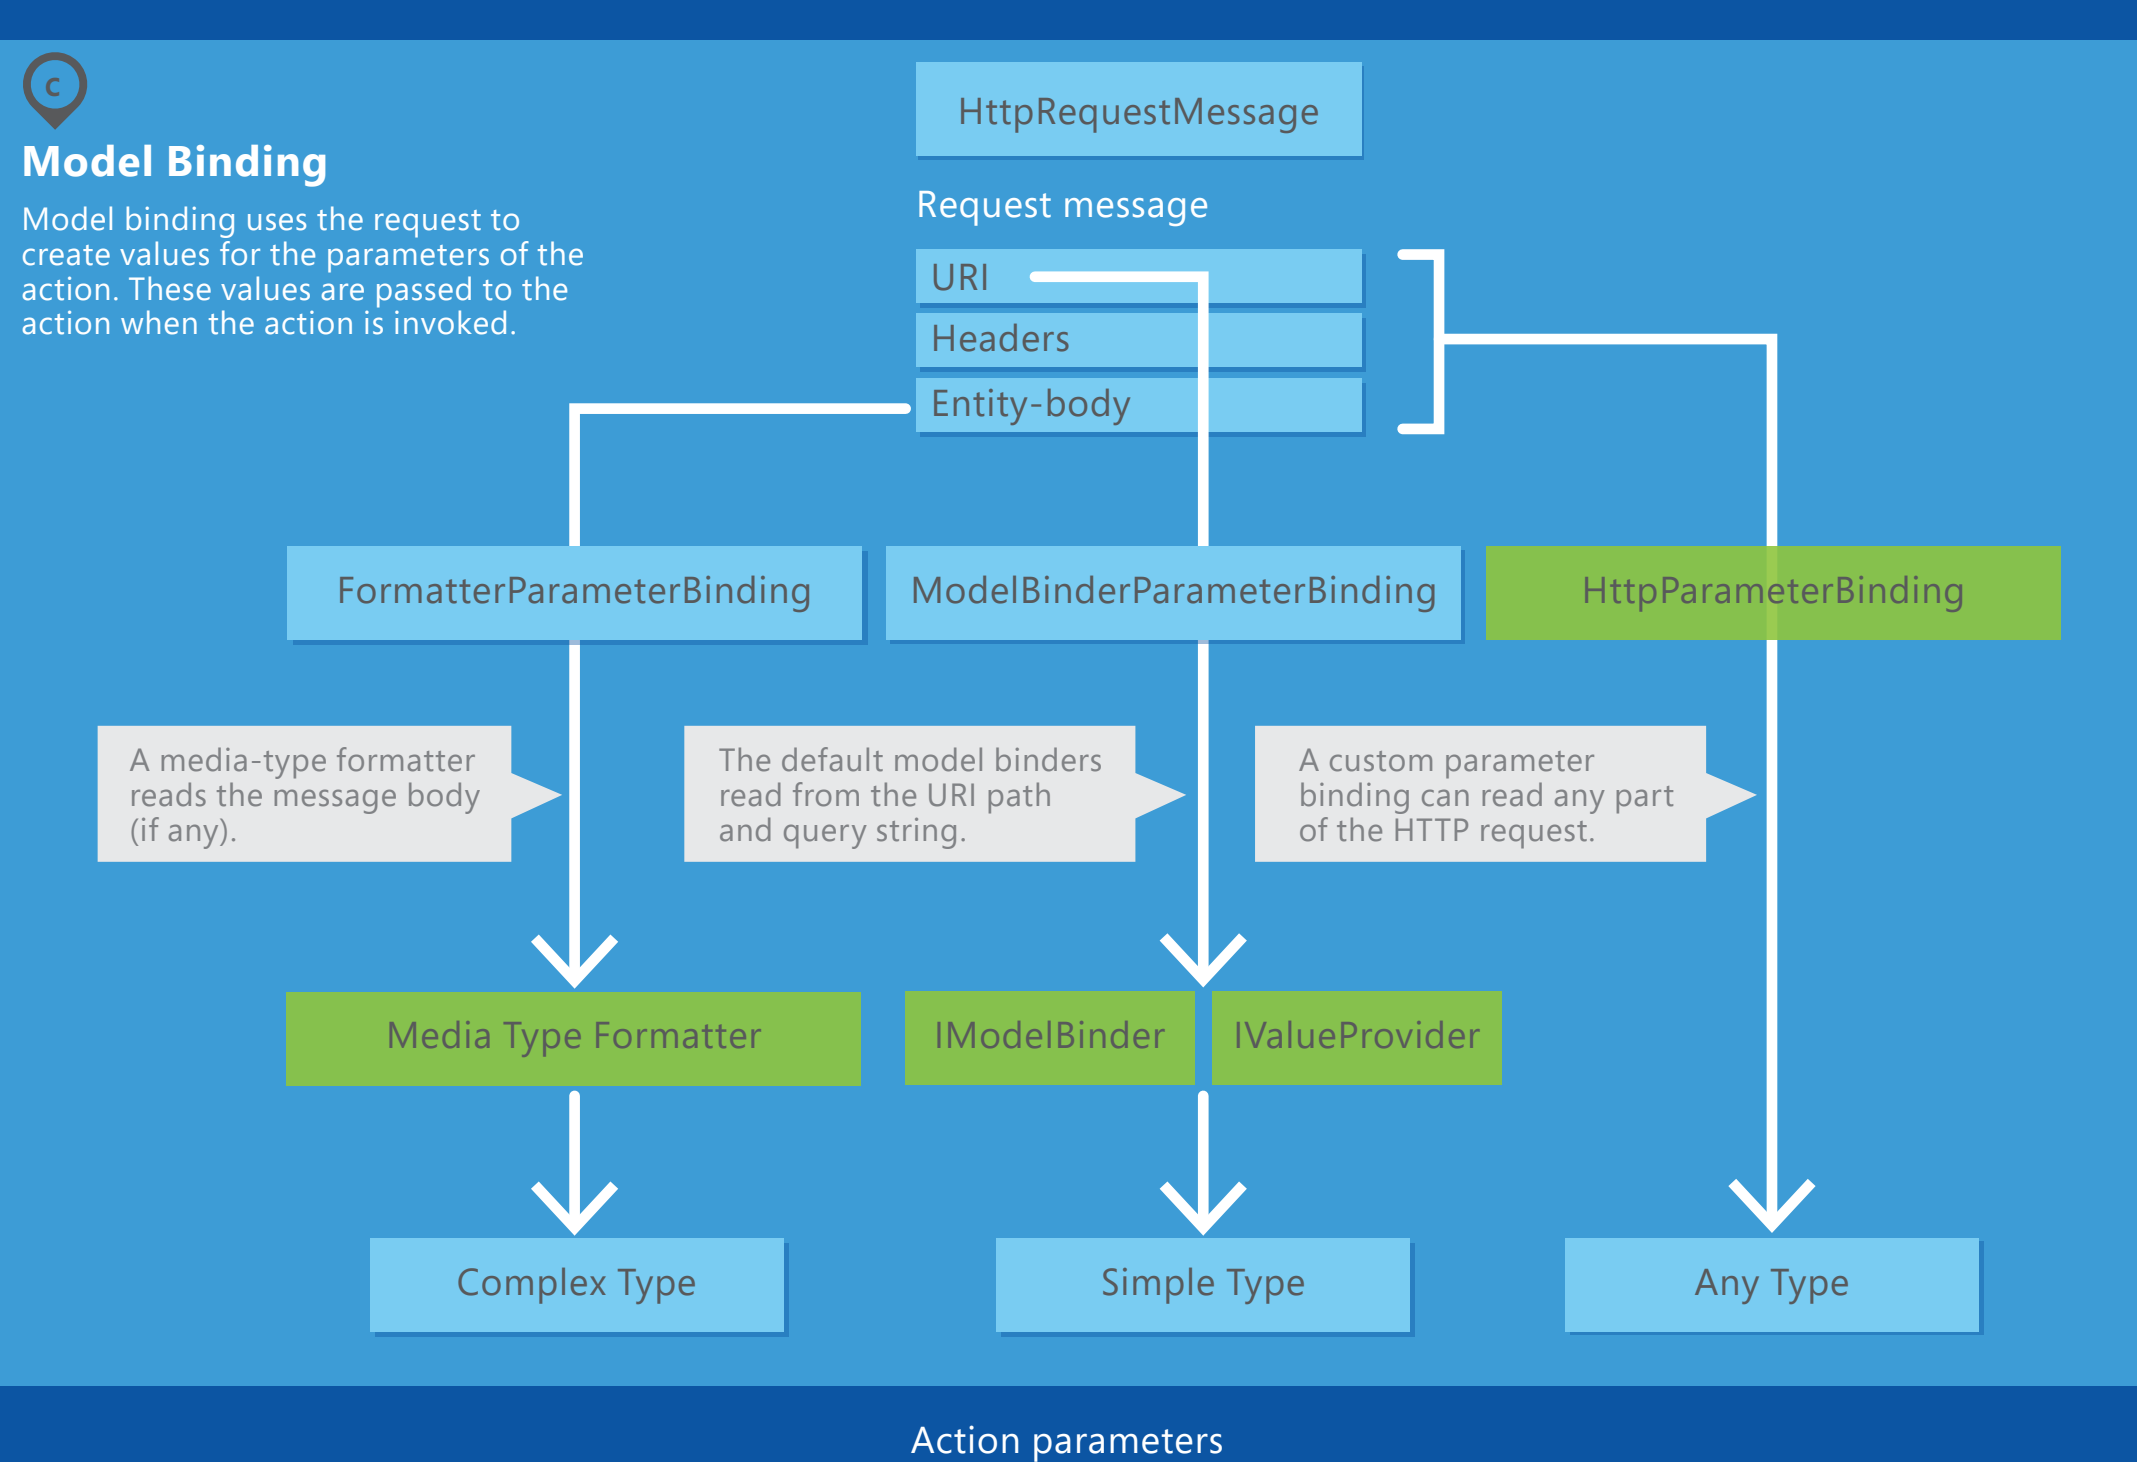 C
Model Binding
Model binding uses the request to
create values for the parameters of the
action. These values are passed to the
action when the action is invoked.
HttpRequestMessage
Request message
URI
Headers
Entity-body
FormatterParameterBinding
ModelBinderParameterBinding
HttpParameterBinding
A media-type formatter
reads the message body
(if any).
The default model binders
read from the URI path
and query string.
A custom parameter
binding can read any part
of the HTTP request.
Media Type Formatter
IModelBinder
IValueProvider
Complex Type
Simple Type
Any Type
Action parameters